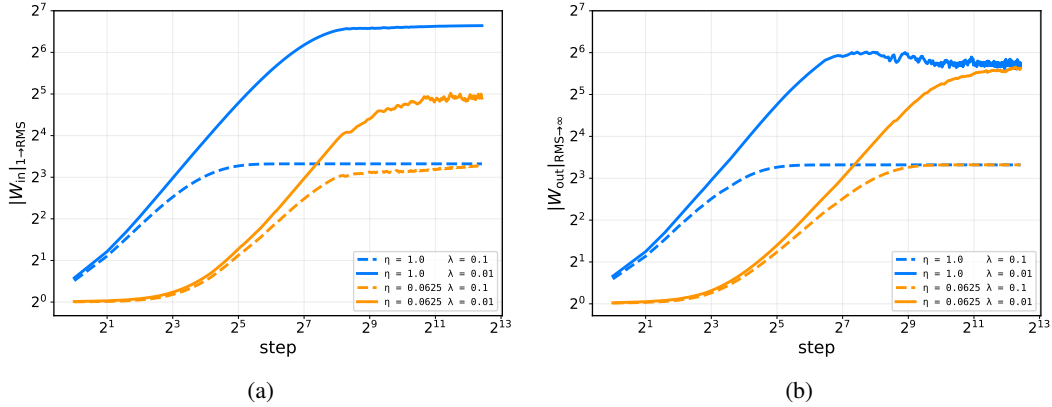 2^7
2^6
2^5
2^4
2^3
2^2
2^1
2^0
|W_in|_1→RMS
2^1
2^3
2^5
2^7
2^9
2^11
2^13
step
η = 1.0 λ = 0.1
η = 1.0 λ = 0.01
η = 0.0625 λ = 0.1
η = 0.0625 λ = 0.01
(a)
2^7
2^6
2^5
2^4
2^3
2^2
2^1
2^0
|W_out|_RMS→∞
2^1
2^3
2^5
2^7
2^9
2^11
2^13
step
η = 1.0 λ = 0.1
η = 1.0 λ = 0.01
η = 0.0625 λ = 0.1
η = 0.0625 λ = 0.01
(b)